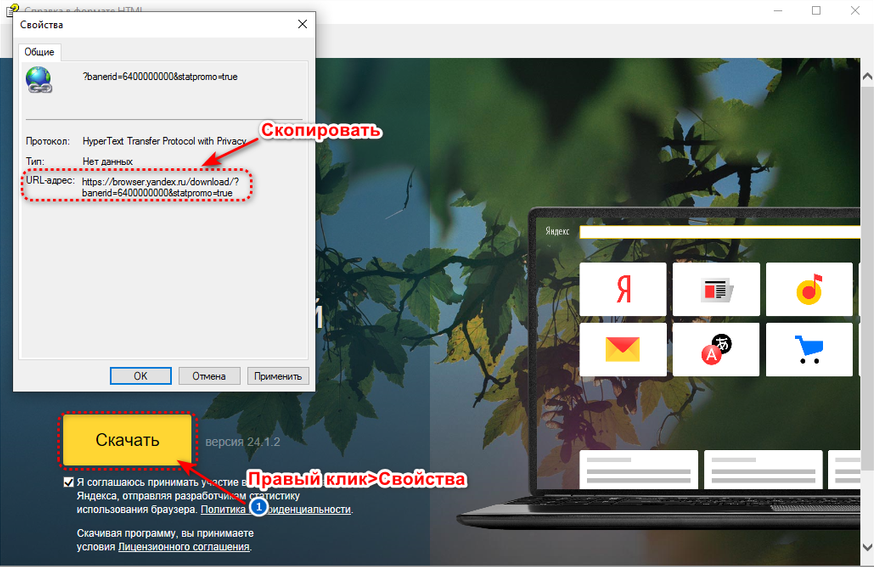 Справка в формате HTML
Свойства
Общие
?banerid=6400000000&statpromo=true
Протокол: HyperText Transfer Protocol with Privacy
Скопировать
Тип: Нет данных
URL-адрес: https://browser.yandex.ru/download/?
banerid=6400000000&statpromo=true
OK
Отмена
Применить
Яндекс
Я
A
あ
Скачать
версия 24.1.2
Правый клик>Свойства
1
Я соглашаюсь принимать участие в
Яндекса, отправляя разработчикам статистику
использования браузера. Политика
Скачивая программу, вы принимаете
условия Лицензионного соглашения.